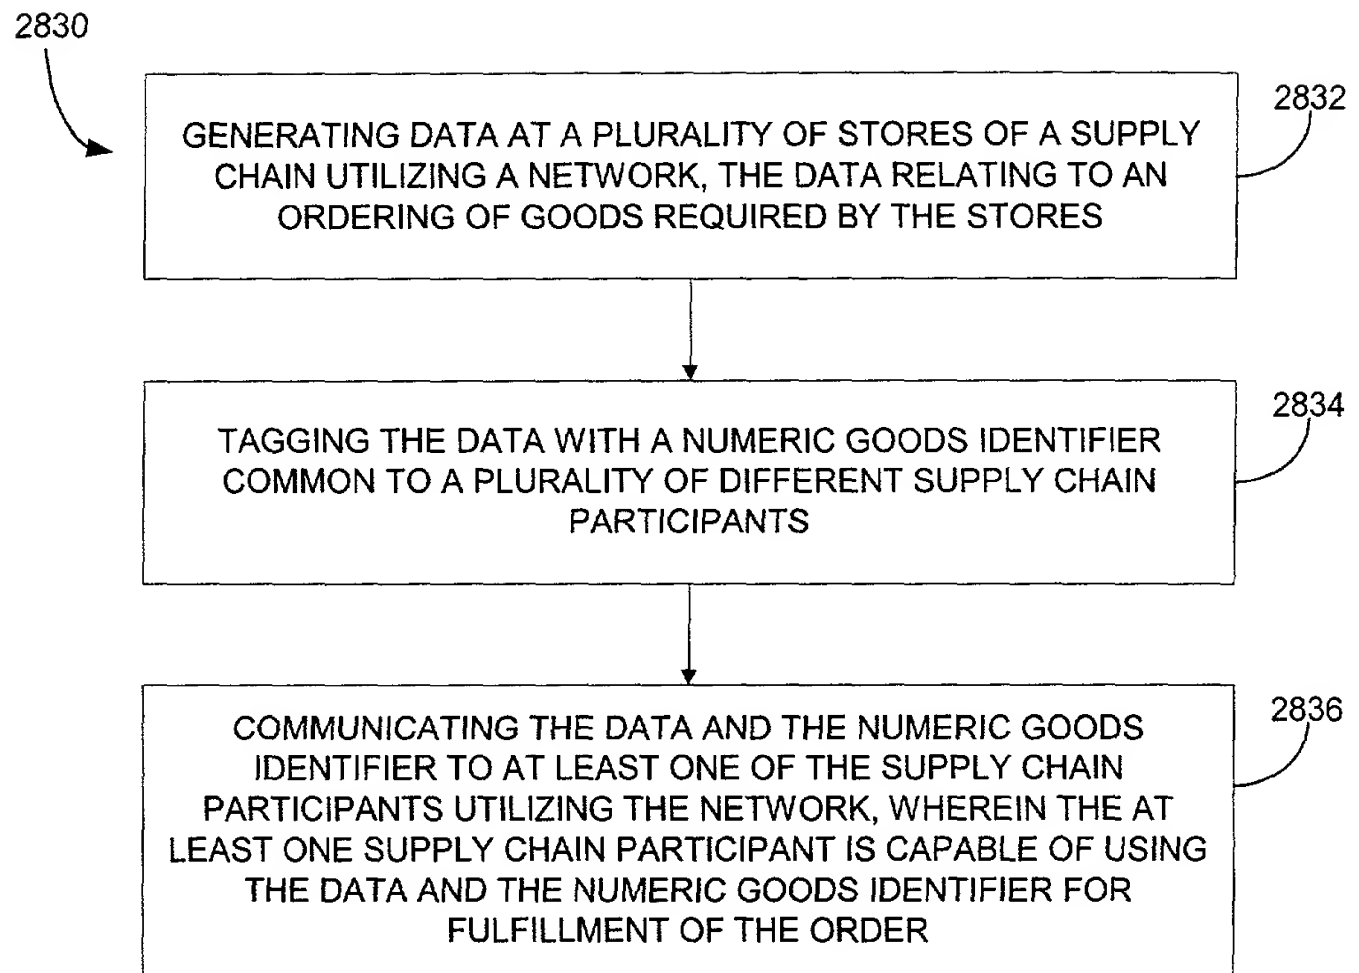 2830
2832
GENERATING DATA AT A PLURALITY OF STORES OF A SUPPLY
CHAIN UTILIZING A NETWORK, THE DATA RELATING TO AN
ORDERING OF GOODS REQUIRED BY THE STORES
2834
TAGGING THE DATA WITH A NUMERIC GOODS IDENTIFIER
COMMON TO A PLURALITY OF DIFFERENT SUPPLY CHAIN
PARTICIPANTS
2836
COMMUNICATING THE DATA AND THE NUMERIC GOODS
IDENTIFIER TO AT LEAST ONE OF THE SUPPLY CHAIN
PARTICIPANTS UTILIZING THE NETWORK, WHEREIN THE AT
LEAST ONE SUPPLY CHAIN PARTICIPANT IS CAPABLE OF USING
THE DATA AND THE NUMERIC GOODS IDENTIFIER FOR
FULFILLMENT OF THE ORDER